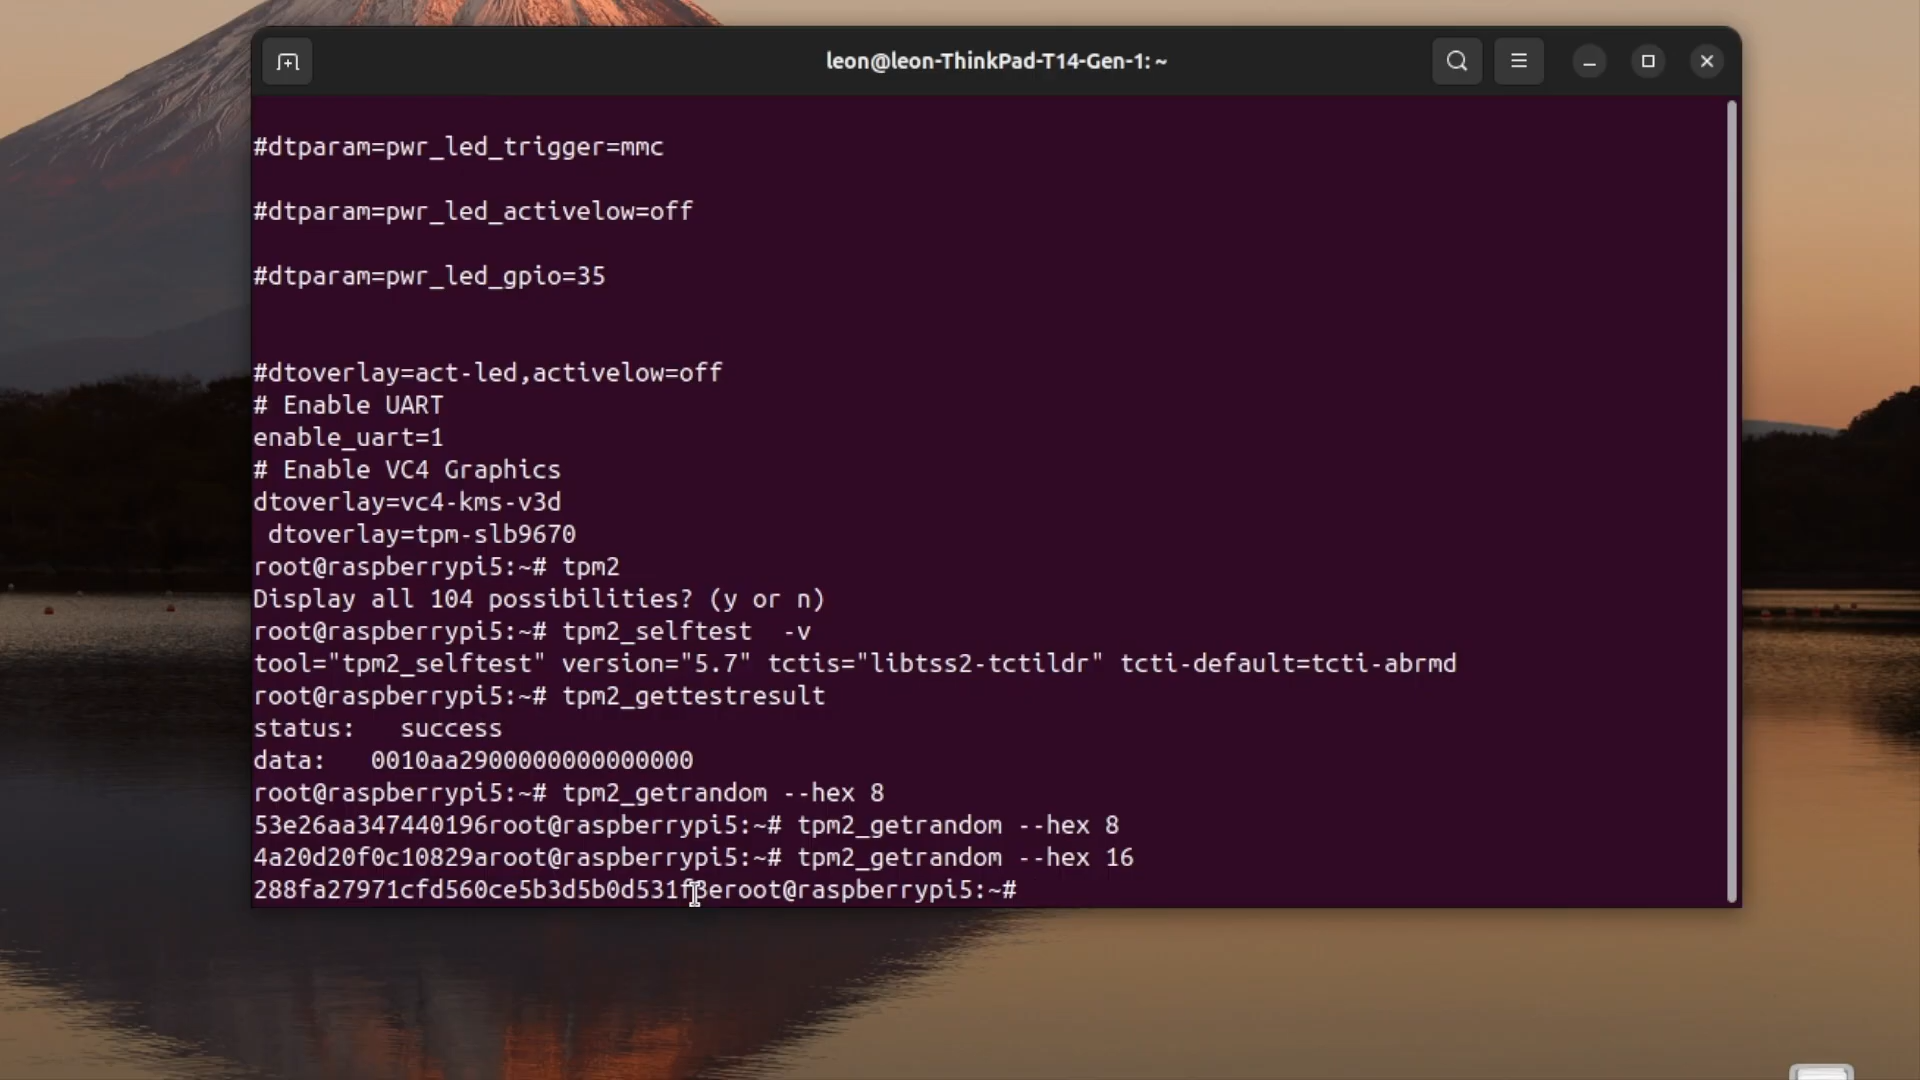 leon@leon-ThinkPad-T14-Gen-1: ~
#dtparam=pwr_led_trigger=mmc
#dtparam=pwr_led_activelow=off
#dtparam=pwr_led_gpio=35
#dtoverlay=act-led,activelow=off
# Enable UART
enable_uart=1
# Enable VC4 Graphics
dtoverlay=vc4-kms-v3d
 dtoverlay=tpm-slb9670
root@raspberrypi5:~# tpm2
Display all 104 possibilities? (y or n)
root@raspberrypi5:~# tpm2_selftest  -v
tool="tpm2_selftest" version="5.7" tctis="libtss2-tctildr" tcti-default=tcti-abrmd
root@raspberrypi5:~# tpm2_gettestresult
status:   success
data:   0010aa2900000000000000
root@raspberrypi5:~# tpm2_getrandom --hex 8
53e26aa347440196root@raspberrypi5:~# tpm2_getrandom --hex 8
4a20d20f0c10829aroot@raspberrypi5:~# tpm2_getrandom --hex 16
288fa27971cfd560ce5b3d5b0d531f3eroot@raspberrypi5:~#